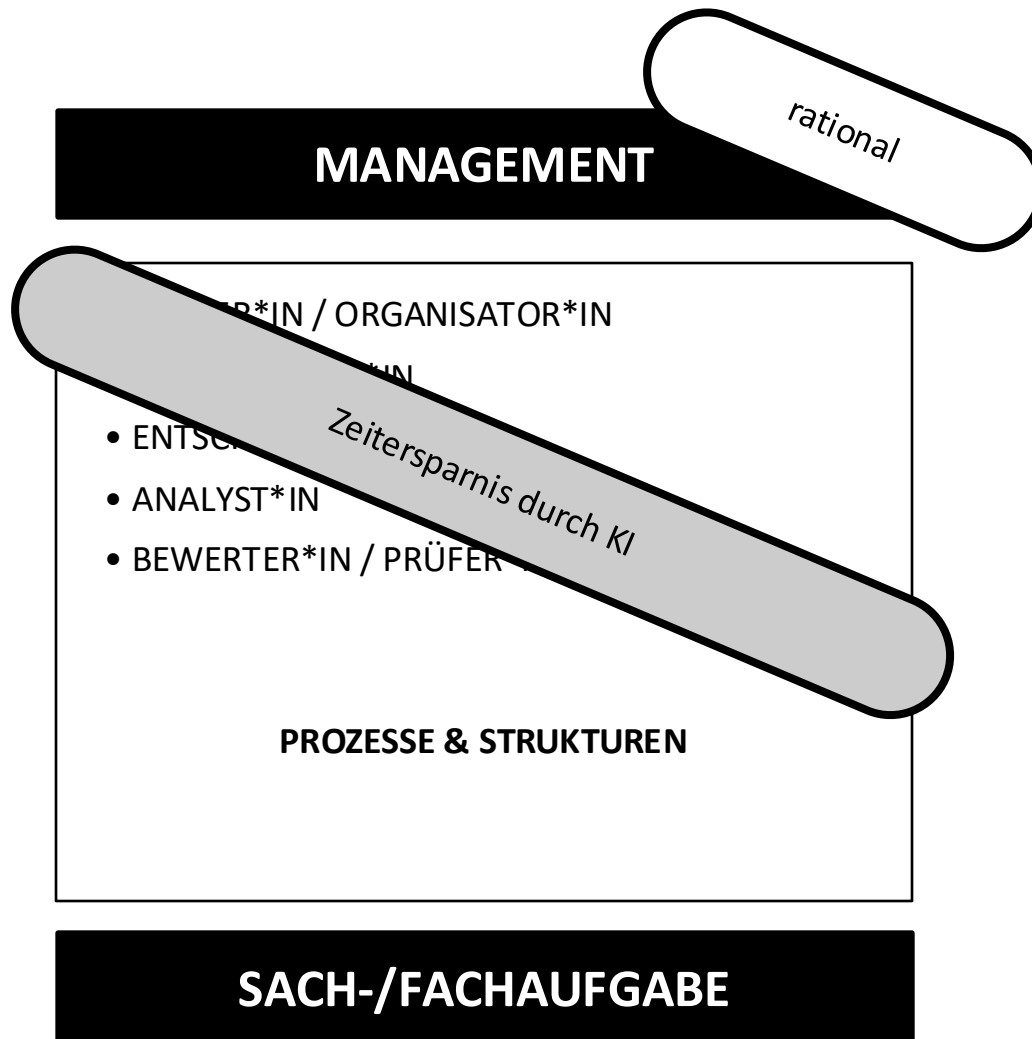 rational
MANAGEMENT
R*IN / ORGANISATOR*IN
*IN
• ENTSC
• ANALYST*IN
• BEWERTER*IN / PRÜFER*
Zeitersparnis durch KI
PROZESSE & STRUKTUREN
SACH-/FACHAUFGABE